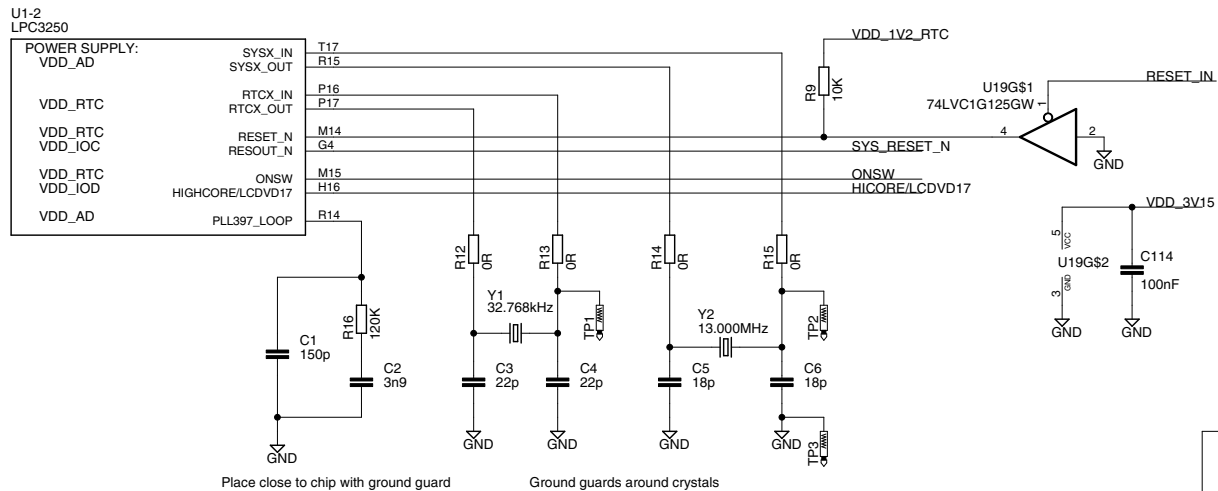 U1-2
LPC3250
POWER SUPPLY:
VDD_AD
VDD_RTC
VDD_RTC
VDD_IOC
VDD_RTC
VDD_IOD
VDD_AD
SYSX_IN
SYSX_OUT
RTCX_IN
RTCX_OUT
RESET_N
RESOUT_N
ONSW
HIGHCORE/LCDVD17
PLL397_LOOP
T17
R15
P16
P17
M14
G4
M15
H16
R14
VDD_1V2_RTC
R9
10K
U19G$1
74LVC1G125GW
1
4
2
GND
RESET_IN
SYS_RESET_N
ONSW
HICORE/LCDVD17
VDD_3V15
5
VCC
U19G$2
3
GND
GND
C114
100nF
GND
R12
0R
R13
0R
R14
0R
R15
0R
Y1
32.768kHz
TP1
Y2
13.000MHz
TP2
R16
120K
C1
150p
C2
3n9
C3
22p
C4
22p
C5
18p
C6
18p
GND
GND
GND
GND
GND
TP3
Place close to chip with ground guard
Ground guards around crystals